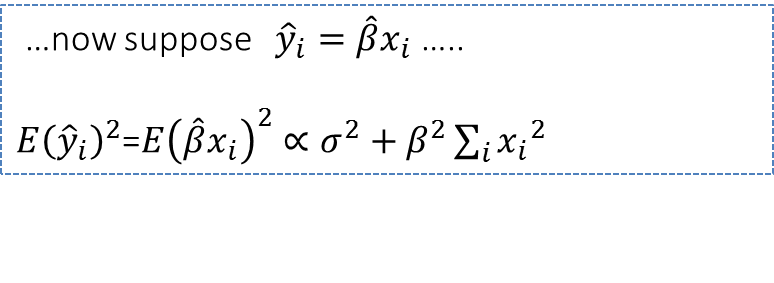 ...now suppose ŷᵢ = β̂xᵢ .....
E(ŷᵢ)²=E(β̂xᵢ)² ∝ σ² + β² ∑ᵢ xᵢ²